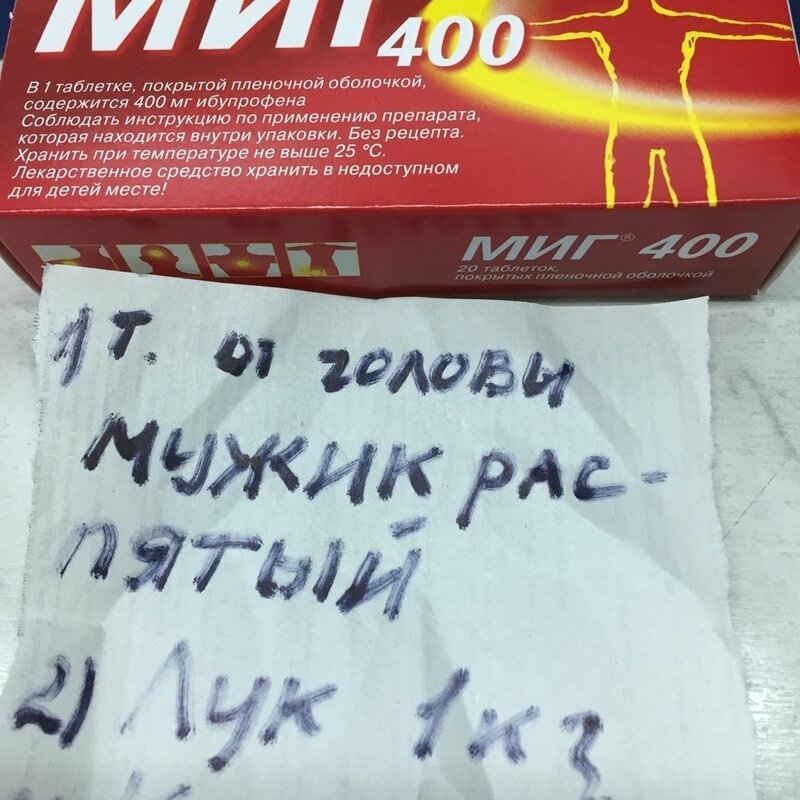 МИГ 400
В 1 таблетке, покрытой пленочной оболочкой,
содержится 400 мг ибупрофена
Соблюдать инструкцию по применению препарата,
которая находится внутри упаковки. Без рецепта.
Хранить при температуре не выше 25 °С.
Лекарственное средство хранить в недоступном
для детей месте!
МИГ® 400
20 таблеток,
покрытых пленочной оболочкой
1 т. от головы
мужик рас-
пятый
2) Лук 1 кг